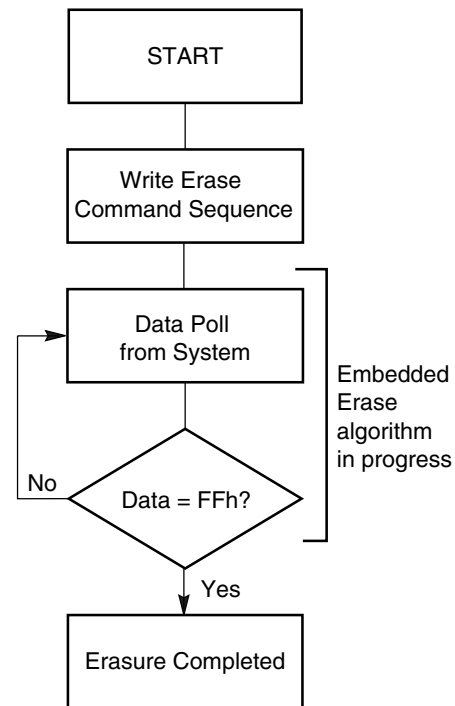 START
Write Erase
Command Sequence
Data Poll
from System
Embedded
Erase
algorithm
in progress
No
Data = FFh?
Yes
Erasure Completed